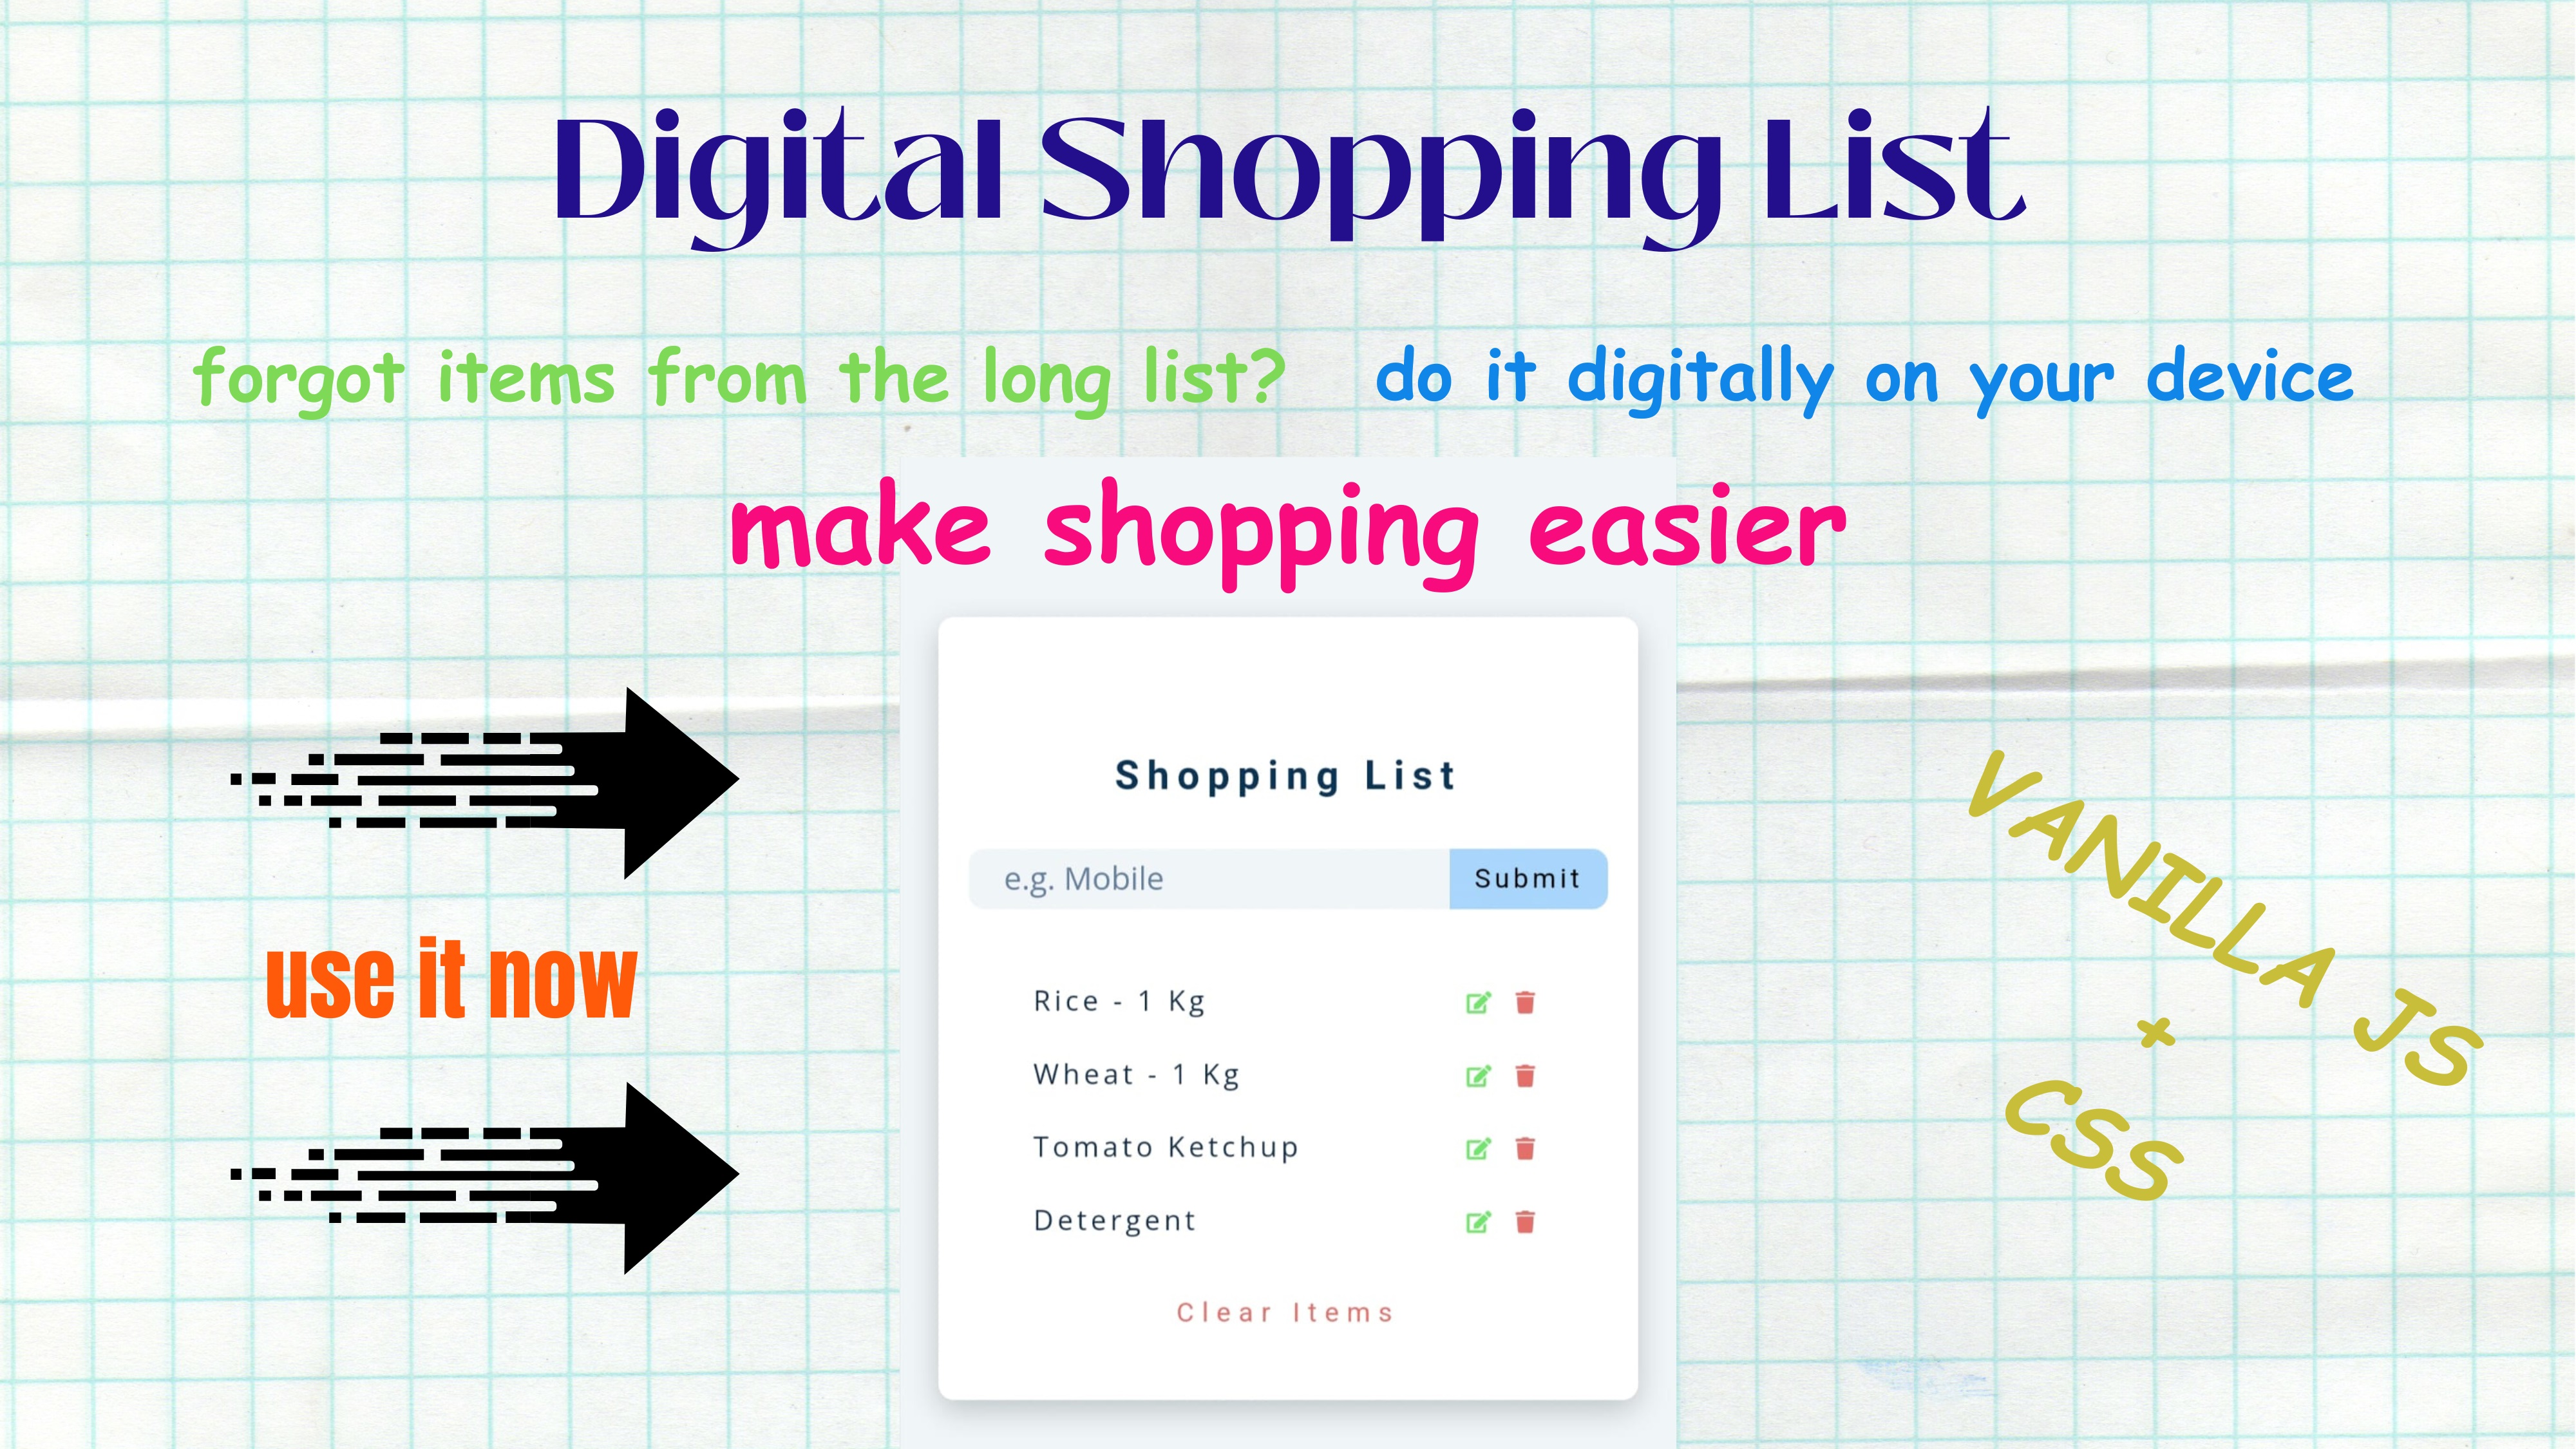 Digital Shopping List
forgot items from the long list?
do it digitally on your device
make shopping easier
Shopping List
e.g. Mobile
Submit
Rice - 1 Kg
Wheat - 1 Kg
Tomato Ketchup
Detergent
Clear Items
use it now
VANILLA JS
+
CSS